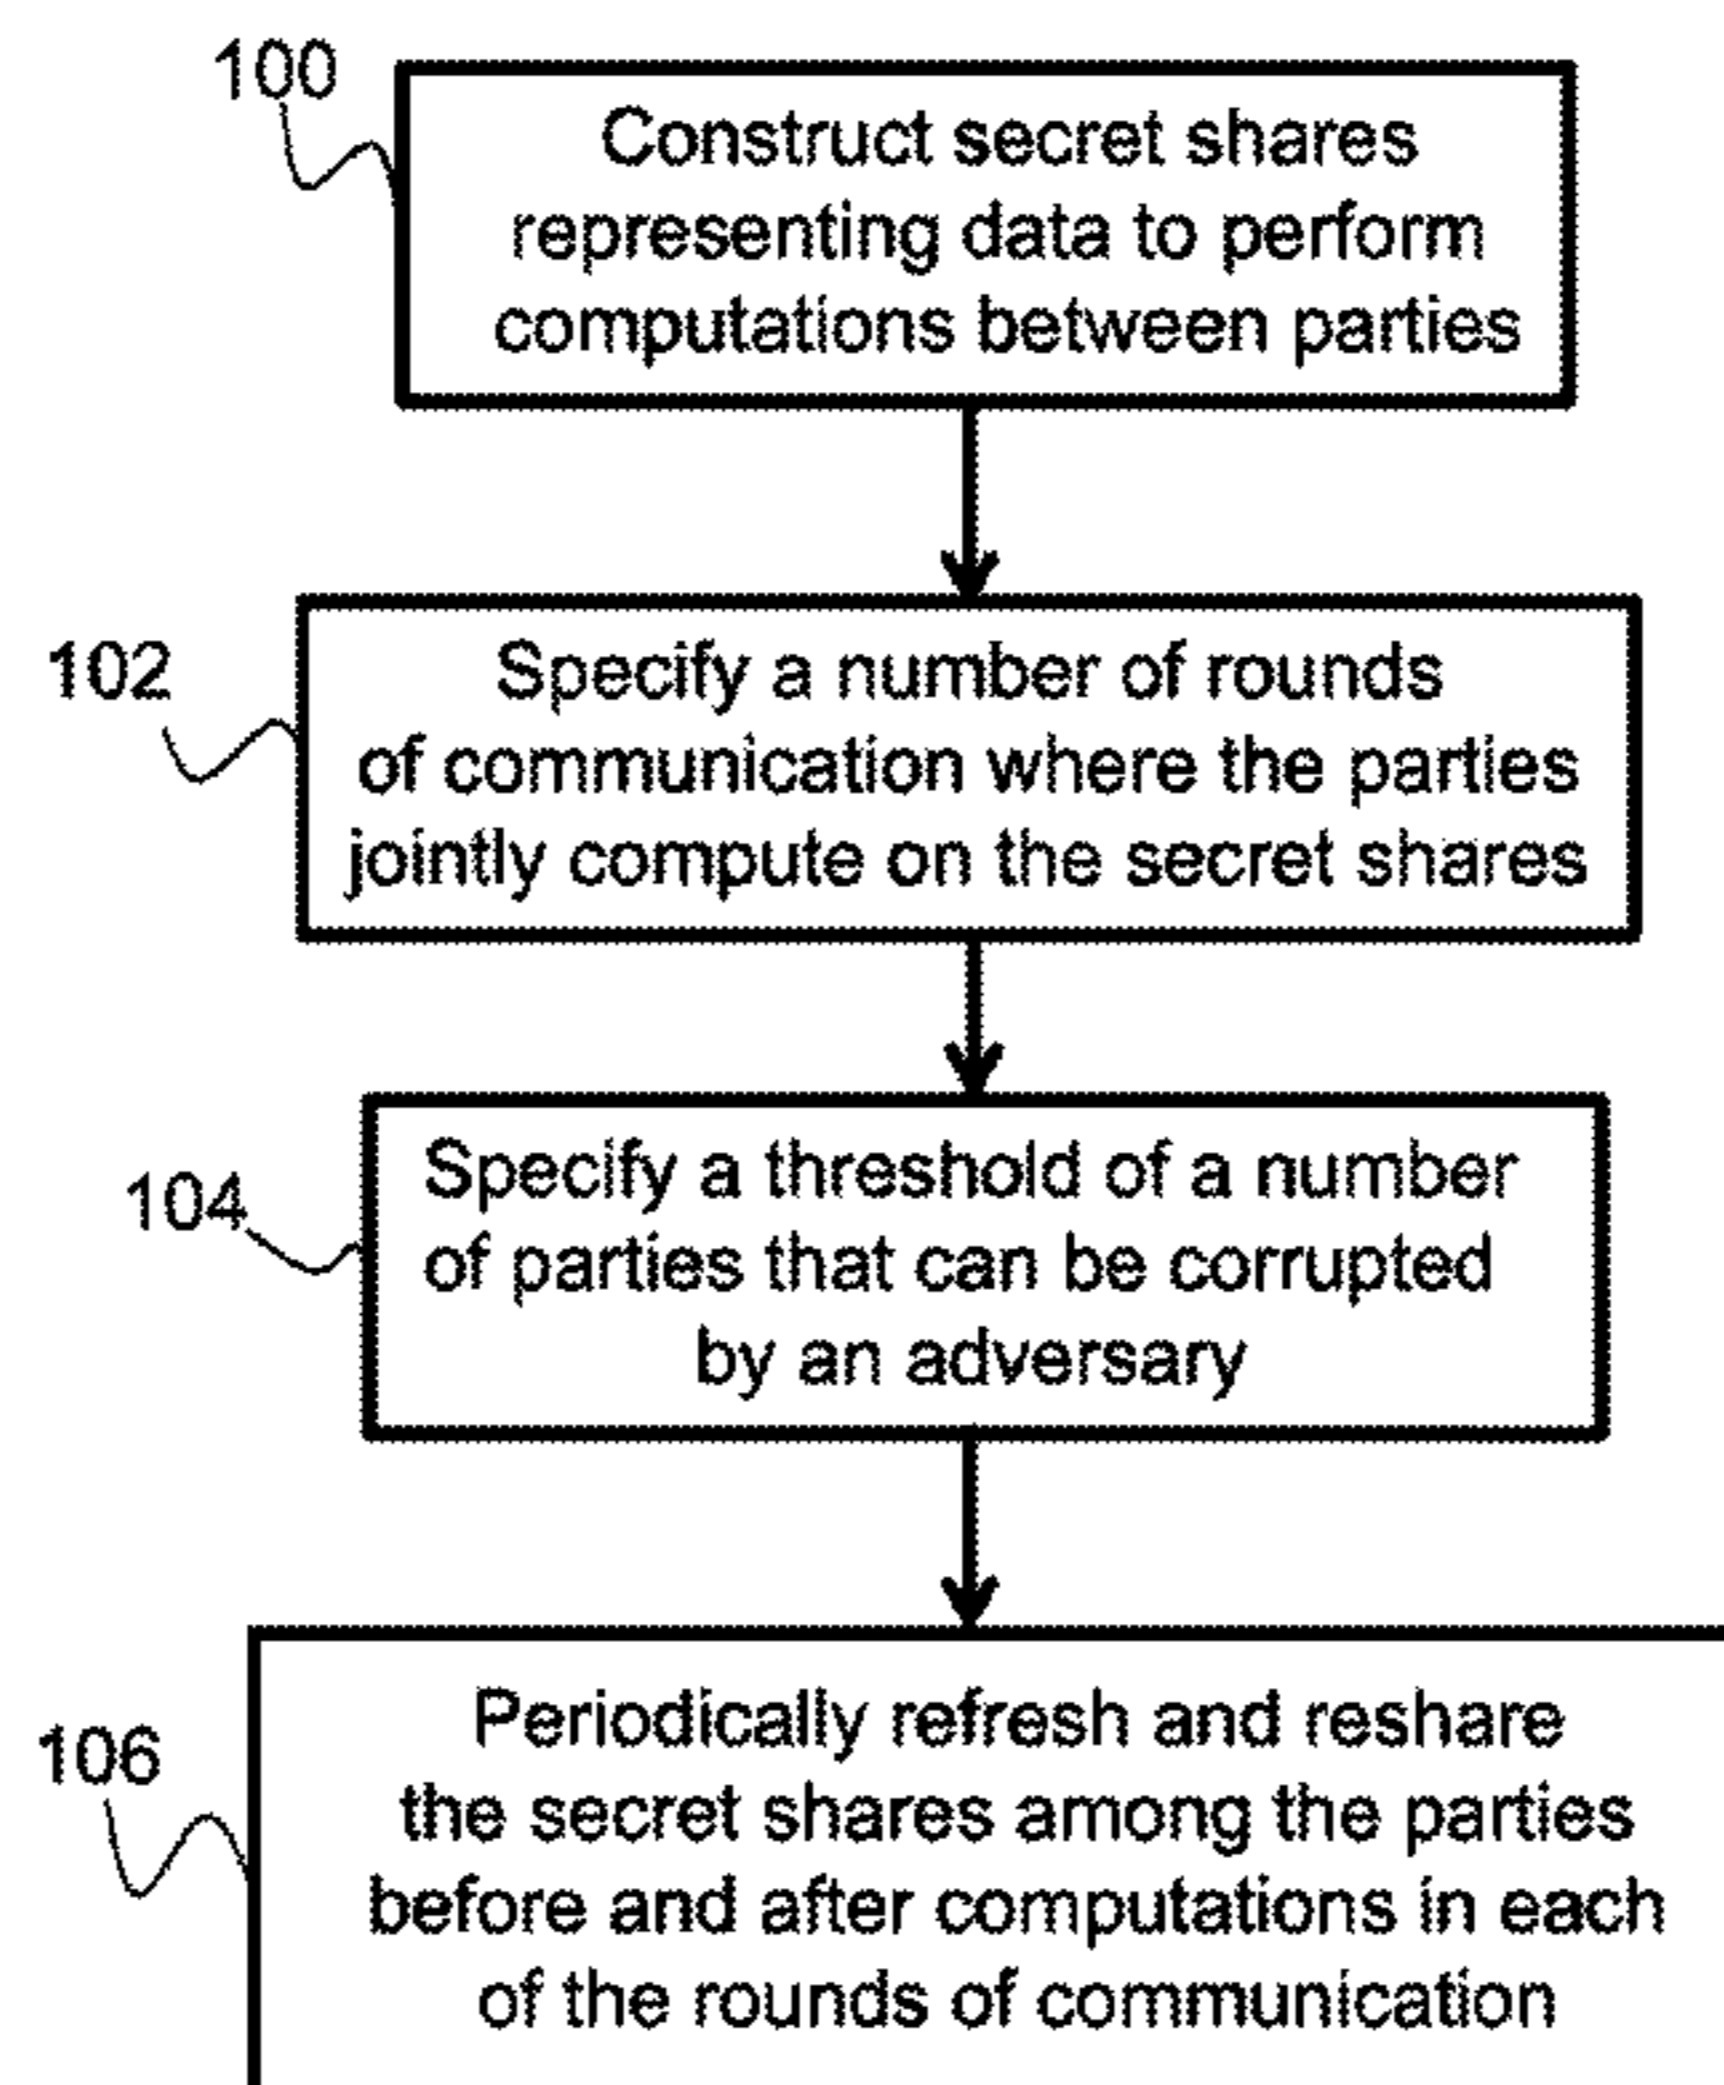 100
Construct secret shares
representing data to perform
computations between parties
102
Specify a number of rounds
of communication where the parties
jointly compute on the secret shares
104
Specify a threshold of a number
of parties that can be corrupted
by an adversary
106
Periodically refresh and reshare
the secret shares among the parties
before and after computations in each
of the rounds of communication